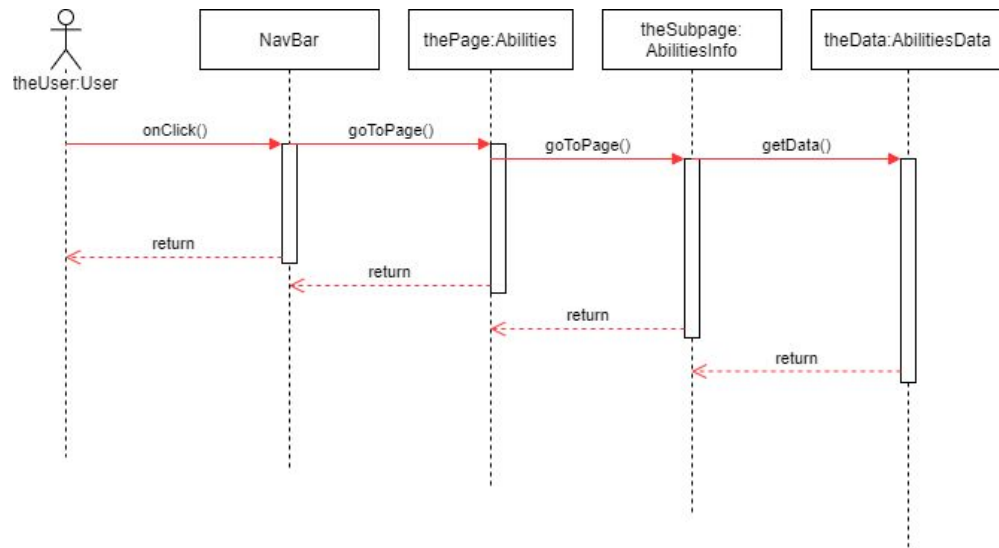 theUser:User
NavBar
thePage:Abilities
theSubpage:
AbilitiesInfo
theData:AbilitiesData
onClick()
goToPage()
goToPage()
getData()
return
return
return
return